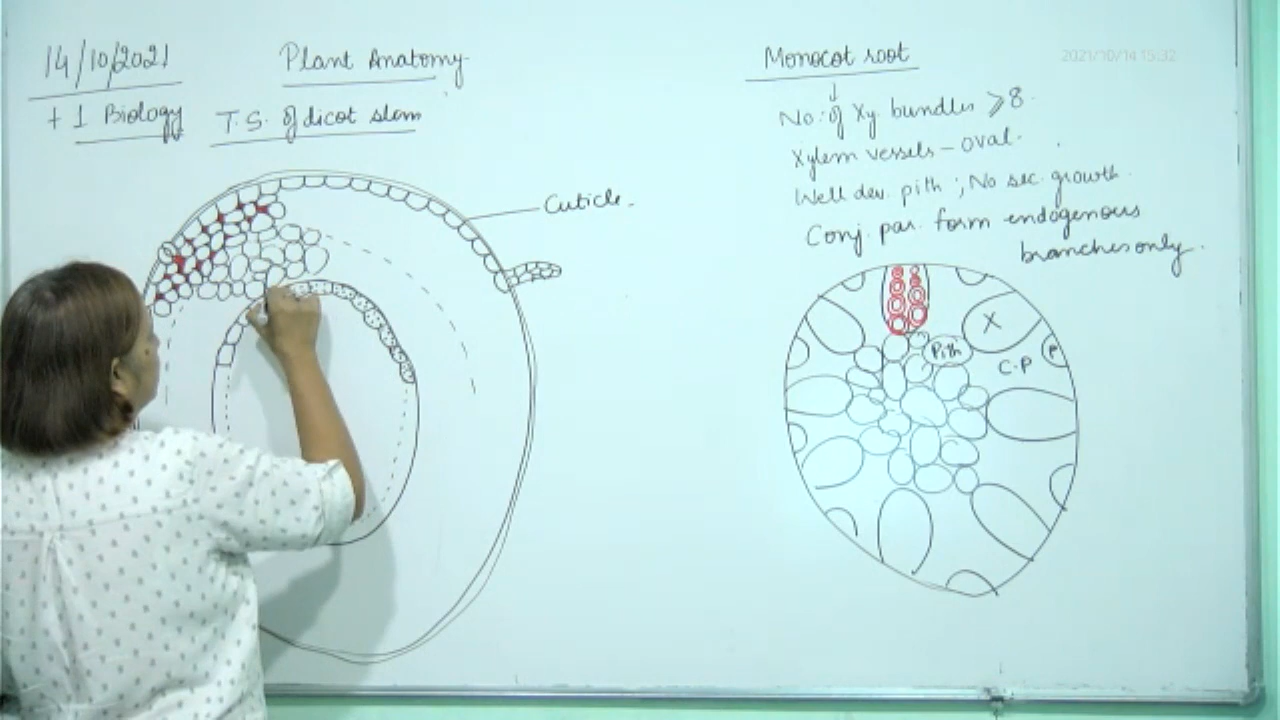 14/10/2021
+1 Biology
Plant Anatomy
T.S. of dicot stem
Cuticle.
Monocot root
No: of Xy. bundles ⩾8.
Xylem vessels – oval.
Well dev. pith ; No sec. growth.
Conj. par. form endogenous
branches only.
X
Pith
C.P
P
2021/10/14 15:32